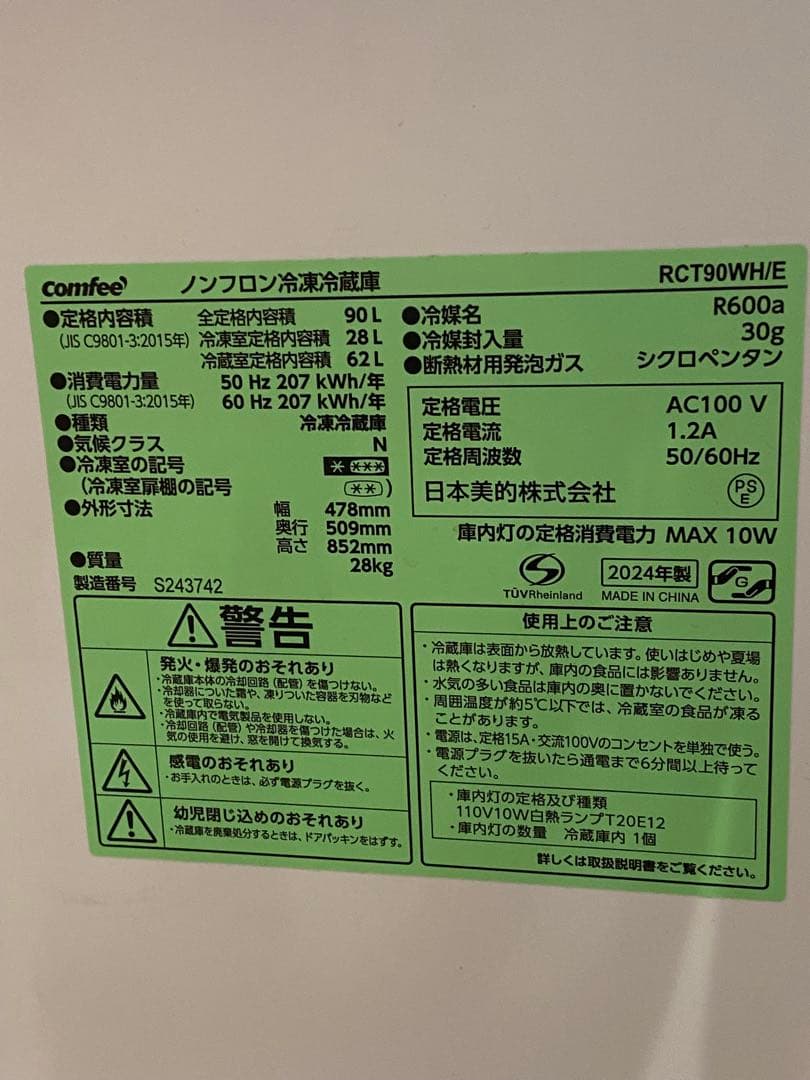 comfee' ノンフロン冷凍冷蔵庫 RCT90WH/E
●定格内容積 全定格内容積 90 L
(JIS C9801-3:2015年) 冷凍室定格内容積 28 L
冷蔵室定格内容積 62 L
●消費電力量 50 Hz 207 kWh/年
(JIS C9801-3:2015年) 60 Hz 207 kWh/年
●種類 冷凍冷蔵庫
●気候クラス N
●冷凍室の記号 * ***
(冷凍室扉棚の記号 **)
●外形寸法 幅 478mm
奥行 509mm
高さ 852mm
●質量 28kg
製造番号 S243742
●冷媒名 R600a
●冷媒封入量 30g
●断熱材用発泡ガス シクロペンタン
定格電圧 AC100 V
定格電流 1.2A
定格周波数 50/60Hz
日本美的株式会社 PS E
庫内灯の定格消費電力 MAX 10W
TÜVRheinland 2024年製 G
MADE IN CHINA
警告
発火・爆発のおそれあり
・冷蔵庫本体の冷却回路(配管)を傷つけない。
・冷却器についた霜や、凍りついた容器を刃物など
を使って取らない。
・冷蔵庫内で電気製品を使用しない。
・冷却回路(配管)や冷却器を傷つけた場合は、火
気の使用を避け、窓を開けて換気する。
感電のおそれあり
・お手入れのときは、必ず電源プラグを抜く。
幼児閉じ込めのおそれあり
・冷蔵庫を廃棄処分するときは、ドアパッキンをはずす。
使用上のご注意
・冷蔵庫は表面から放熱しています。使いはじめや夏場
は熱くなりますが、庫内の食品には影響ありません。
・水気の多い食品は庫内の奥に置かないでください。
・周囲温度が約5℃以下では、冷蔵室の食品が凍る
ことがあります。
・電源は、定格15A・交流100Vのコンセントを単独で使う。
・電源プラグを抜いたら通電まで6分間以上待って
ください。
・庫内灯の定格及び種類
110V10W白熱ランプT20E12
・庫内灯の数量 冷蔵庫内 1個
詳しくは取扱説明書をご覧ください。